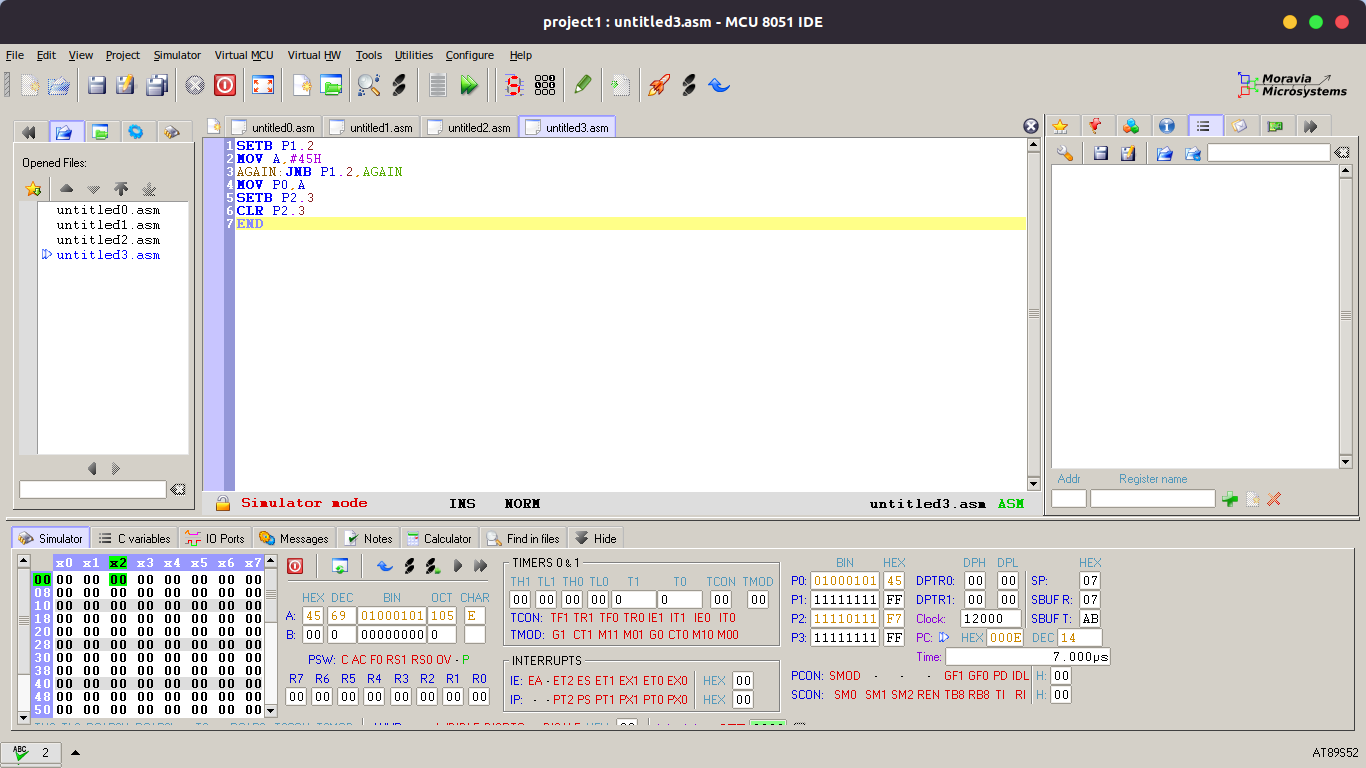 project1 : untitled3.asm - MCU 8051 IDE
File Edit View Project Simulator Virtual MCU Virtual HW Tools Utilities Configure Help
Moravia
Microsystems
untitled0.asm untitled1.asm untitled2.asm untitled3.asm
Opened Files:
untitled0.asm
untitled1.asm
untitled2.asm
untitled3.asm
1 SETB P1.2
2 MOV A,#45H
3 AGAIN:JNB P1.2,AGAIN
4 MOV P0,A
5 SETB P2.3
6 CLR P2.3
7 END
Addr Register name
Simulator mode INS NORM untitled3.asm ASM
Simulator C variables IO Ports Messages Notes Calculator Find in files Hide
x0 x1 x2 x3 x4 x5 x6 x7
00 00 00 00 00 00 00 00 00
08 00 00 00 00 00 00 00 00
10 00 00 00 00 00 00 00 00
18 00 00 00 00 00 00 00 00
20 00 00 00 00 00 00 00 00
28 00 00 00 00 00 00 00 00
30 00 00 00 00 00 00 00 00
38 00 00 00 00 00 00 00 00
40 00 00 00 00 00 00 00 00
48 00 00 00 00 00 00 00 00
50 00 00 00 00 00 00 00 00
HEX DEC BIN OCT CHAR
A: 45 69 01000101 105 E
B: 00 0 00000000 0
PSW: C AC F0 RS1 RS0 OV - P
R7 R6 R5 R4 R3 R2 R1 R0
00 00 00 00 00 00 00 00
TIMERS 0 & 1
TH1 TL1 TH0 TL0 T1 T0 TCON TMOD
00 00 00 00 0 0 00 00
TCON: TF1 TR1 TF0 TR0 IE1 IT1 IE0 IT0
TMOD: G1 CT1 M11 M01 G0 CT0 M10 M00
INTERRUPTS
IE: EA - ET2 ES ET1 EX1 ET0 EX0 HEX 00
IP: - - PT2 PS PT1 PX1 PT0 PX0 HEX 00
BIN HEX
P0: 01000101 45
P1: 11111111 FF
P2: 11110111 F7
P3: 11111111 FF
DPH DPL
DPTR0: 00 00
DPTR1: 00 00
Clock: 12000
PC: HEX 000E DEC 14
Time: 7.000µs
HEX
SP: 07
SBUF R: 07
SBUF T: AB
PCON: SMOD - - - GF1 GF0 PD IDL H: 00
SCON: SM0 SM1 SM2 REN TB8 RB8 TI RI H: 00
ABC 2
AT89S52